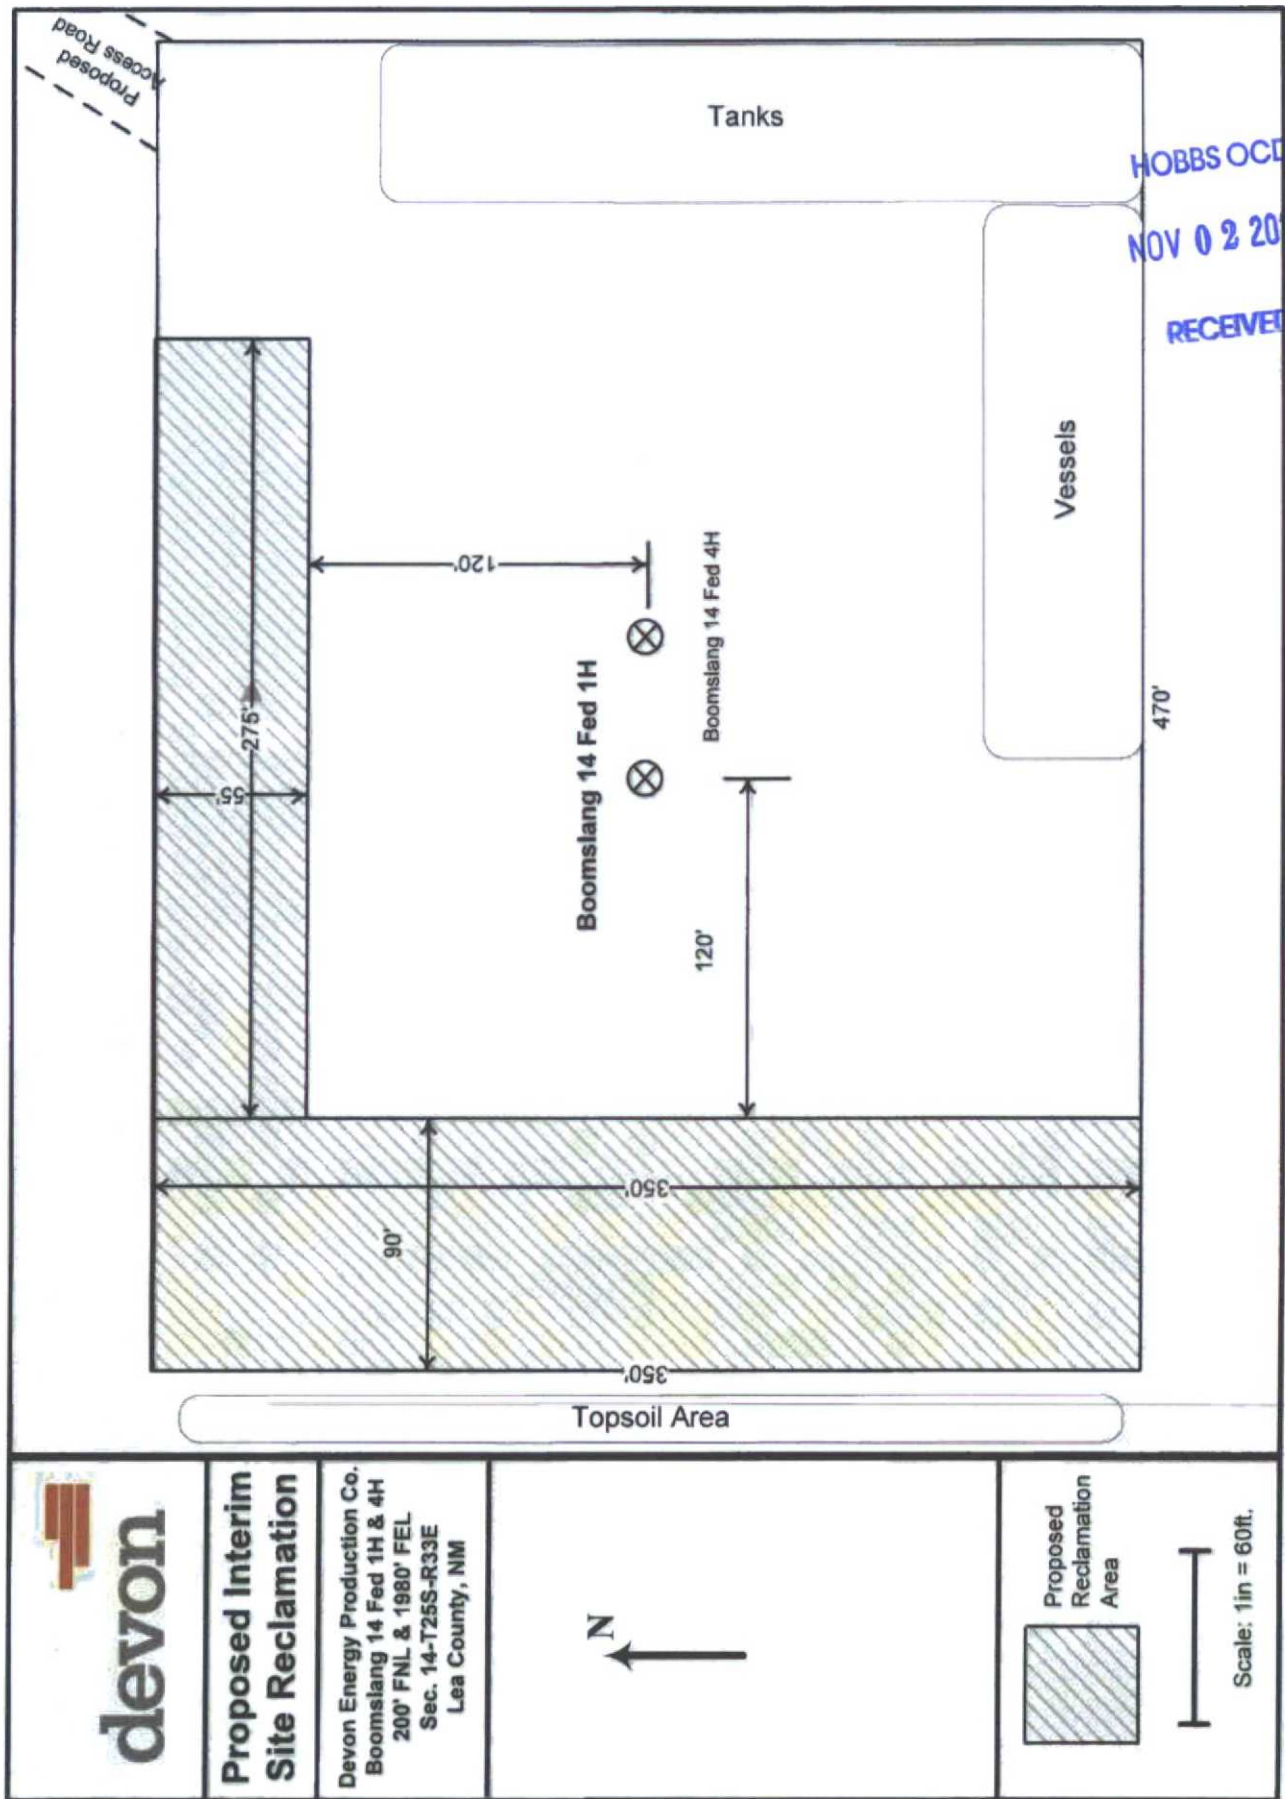 devon
Proposed Interim
Site Reclamation
Devon Energy Production Co.
Boomslang 14 Fed 1H & 4H
200' FNL & 1980' FEL
Sec. 14-T25S-R33E
Lea County, NM
N
Proposed
Reclamation
Area
Scale: 1in = 60ft.
Topsoil Area
350'
90'
350'
275'
55'
120'
Boomslang 14 Fed 1H
Boomslang 14 Fed 4H
120'
470'
Vessels
Tanks
Proposed
Access Road
HOBBS OCD
NOV 02 20
RECEIVED